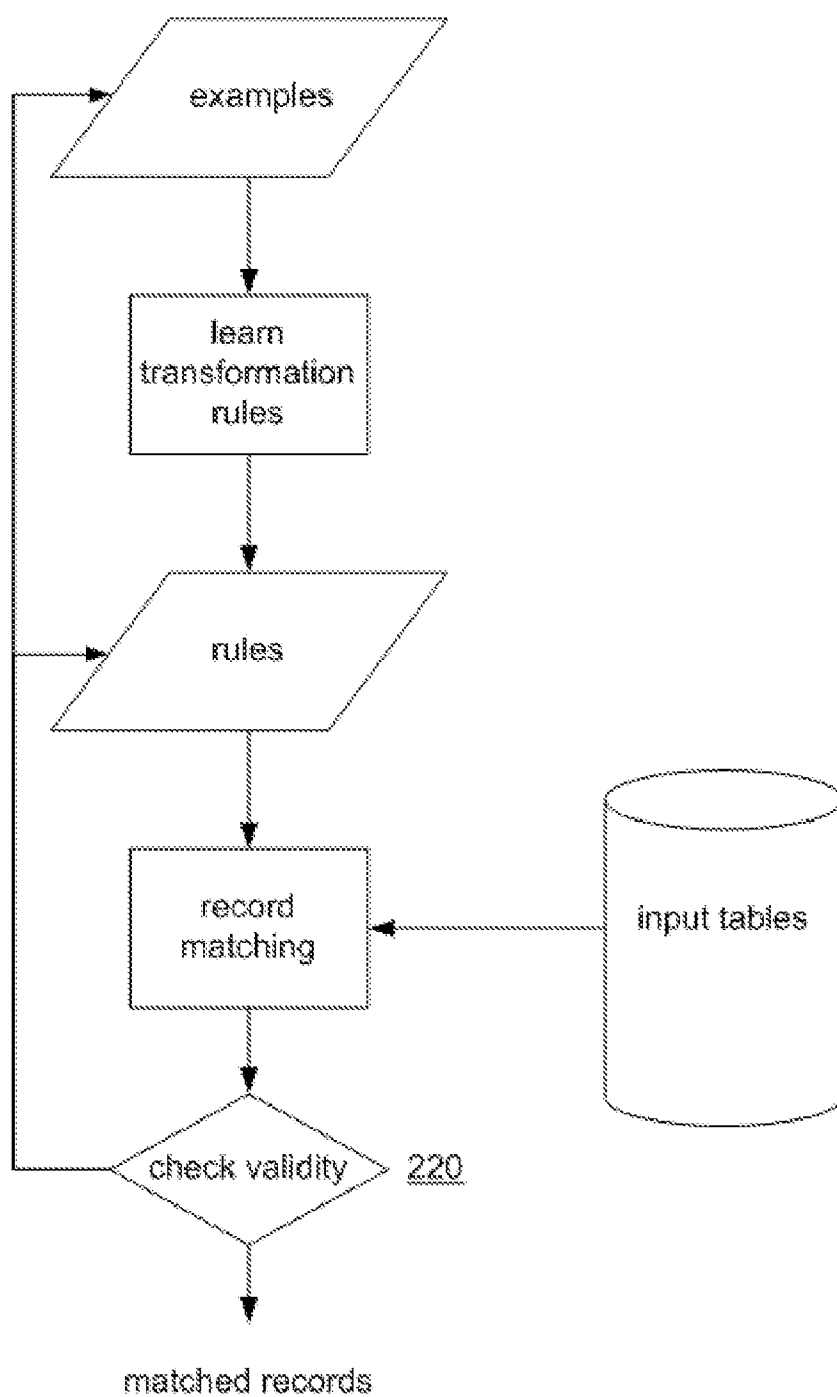 examples
learn
transformation
rules
rules
record
matching
input tables
check validity
220
matched records